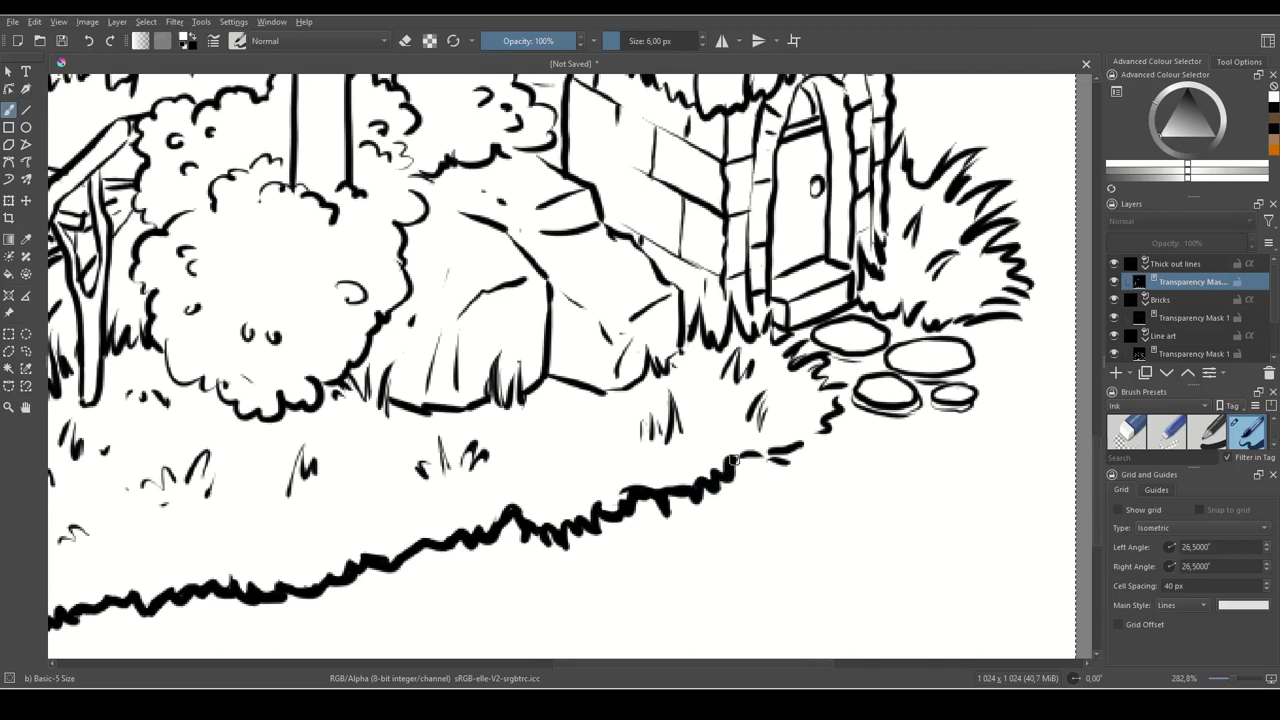 File Edit View Image Layer Select Filter Tools Settings Window Help
Normal Opacity: 100% Size: 6,00 px
[Not Saved] *
Advanced Colour Selector Tool Options
Advanced Colour Selector
Layers
Normal
Opacity: 100%
Thick out lines
Transparency Mas...
Bricks
Transparency Mask 1
Line art
Transparency Mask 1
Brush Presets
Ink Tag
Search Filter in Tag
Grid and Guides
Grid Guides
Show grid Snap to grid
Type: Isometric
Left Angle: 26,5000°
Right Angle: 26,5000°
Cell Spacing: 40 px
Main Style: Lines
Grid Offset
b) Basic-5 Size RGB/Alpha (8-bit integer/channel) sRGB-elle-V2-srgbtrc.icc 1 024 x 1 024 (40,7 MiB) 0,00° 282,8%